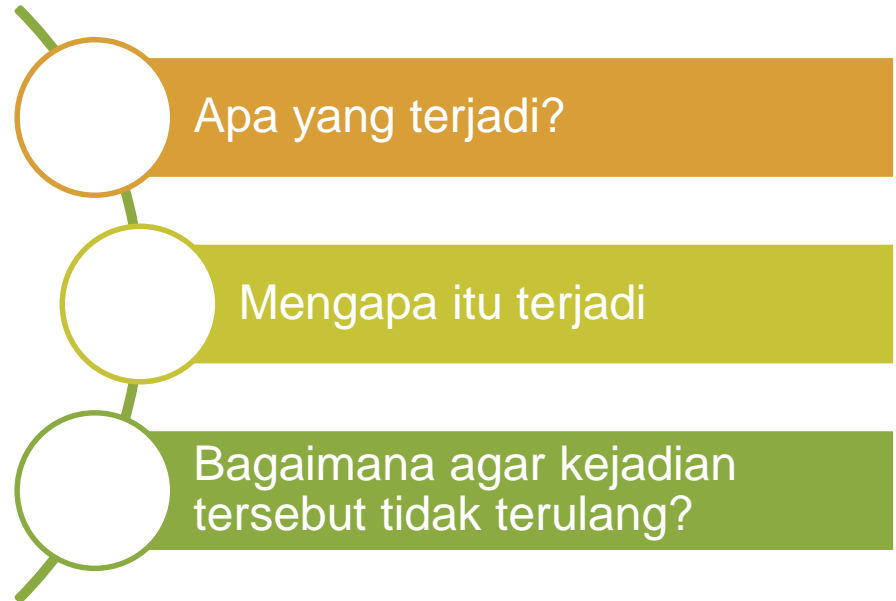 Apa yang terjadi?
Mengapa itu terjadi
Bagaimana agar kejadian
tersebut tidak terulang?